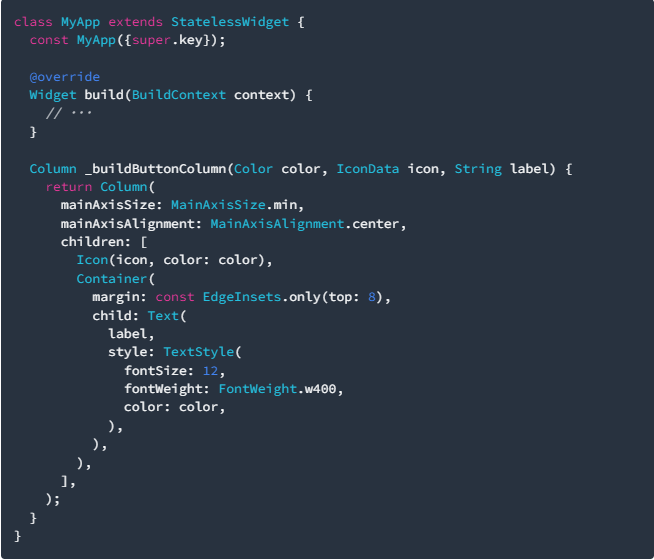 class MyApp extends StatelessWidget {
  const MyApp({super.key});

  @override
  Widget build(BuildContext context) {
    // ···
  }

  Column _buildButtonColumn(Color color, IconData icon, String label) {
    return Column(
      mainAxisSize: MainAxisSize.min,
      mainAxisAlignment: MainAxisAlignment.center,
      children: [
        Icon(icon, color: color),
        Container(
          margin: const EdgeInsets.only(top: 8),
          child: Text(
            label,
            style: TextStyle(
              fontSize: 12,
              fontWeight: FontWeight.w400,
              color: color,
            ),
          ),
        ),
      ],
    );
  }
}